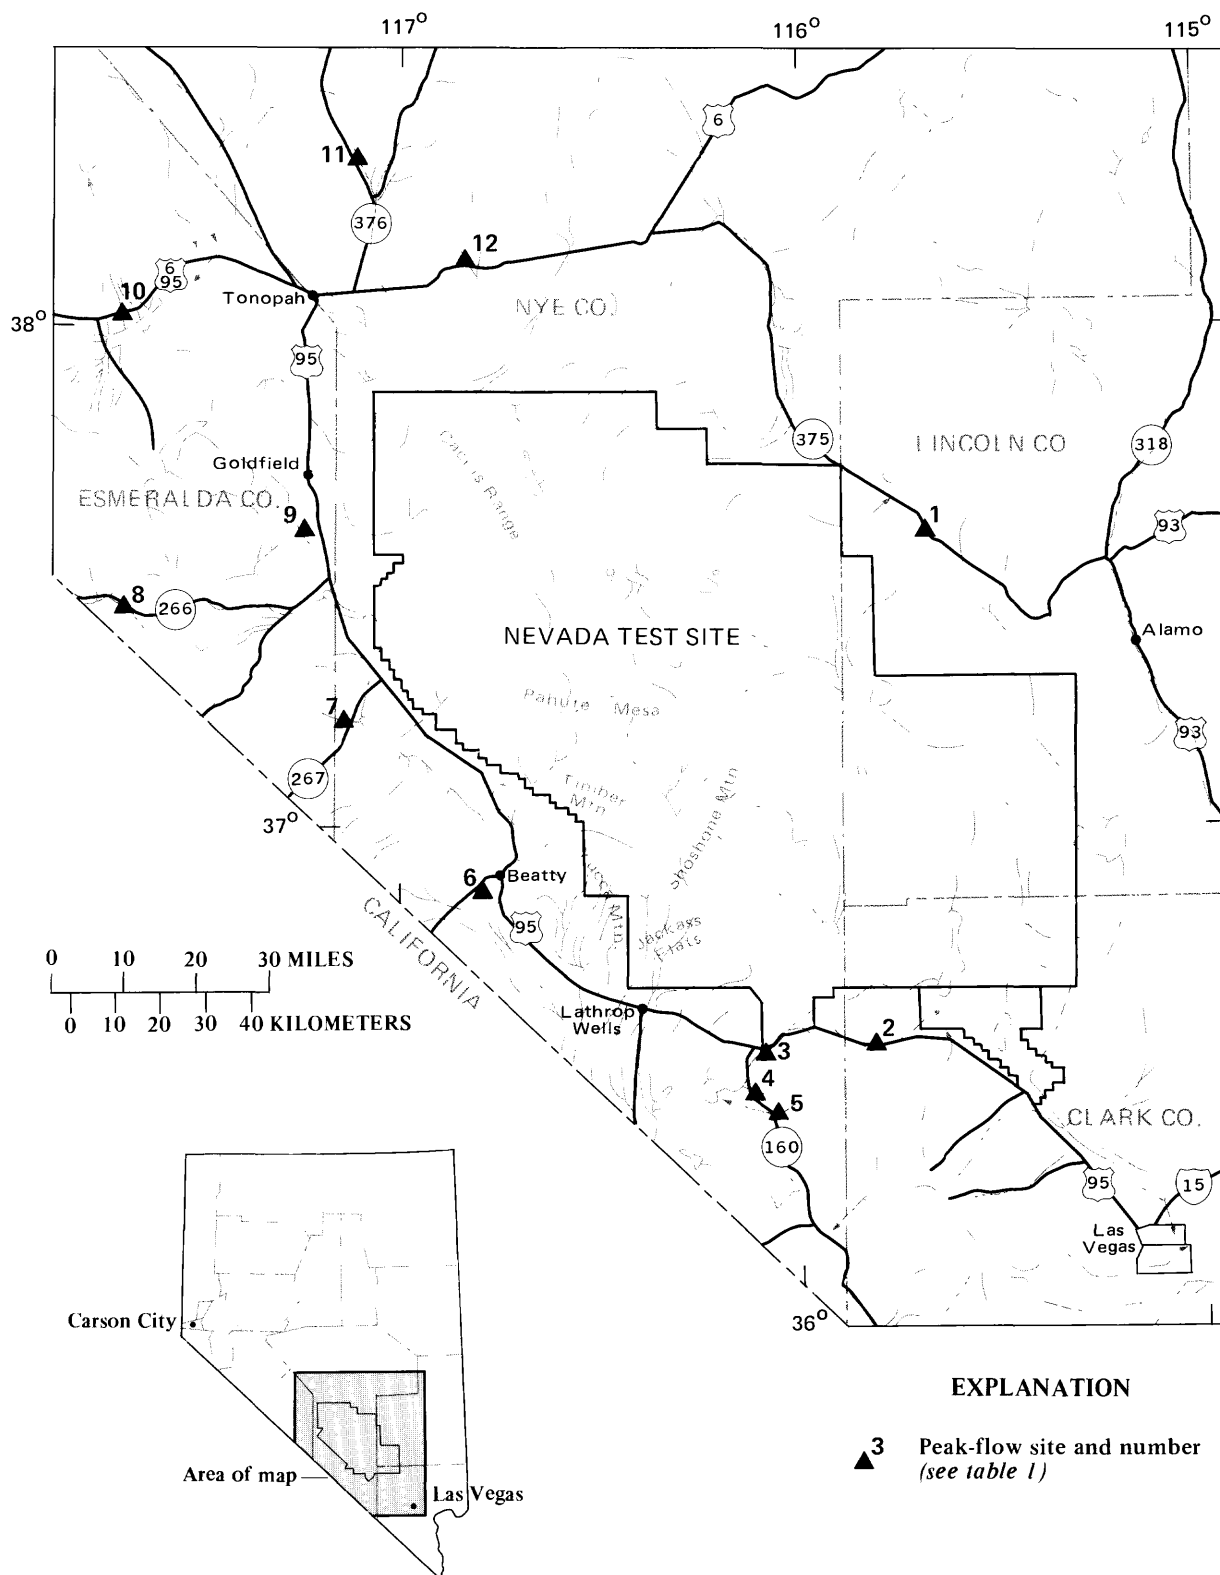 117°
116°
115°
6
11
376
12
6
95
10
Tonopah
NYE CO.
38°
95
375
LINCOLN CO
318
Cactus Range
Goldfield
ESMERALDA CO.
9
1
93
8
266
NEVADA TEST SITE
Alamo
Pahute Mesa
7
93
267
Timber
Mtn
Shoshone Mtn
37°
6
Beatty
Mtn
95
Jackass
Flats
CALIFORNIA
0 10 20 30 MILES
0 10 20 30 40 KILOMETERS
Lathrop
Wells
2
3
4
5
CLARK CO.
160
95
15
Las
Vegas
36°
Carson City
Area of map
Las Vegas
EXPLANATION
3 Peak-flow site and number
(see table 1)